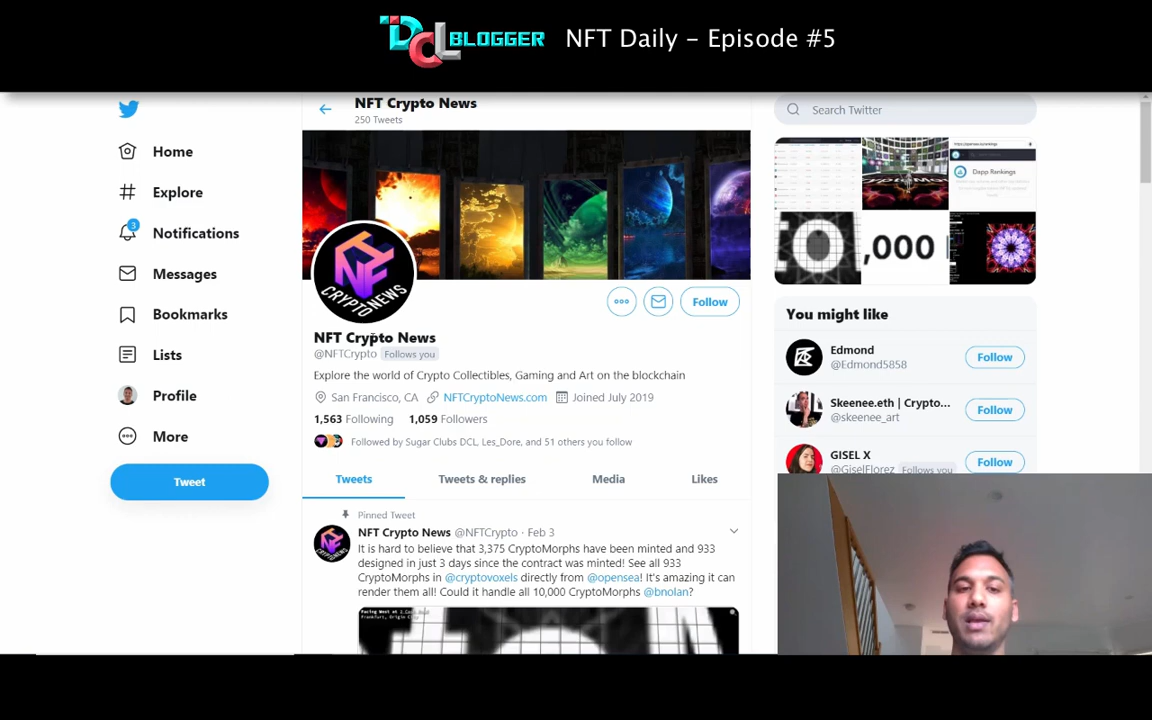 DCL BLOGGER NFT Daily – Episode #5
NFT Crypto News
250 Tweets
Search Twitter
Home
Explore
3
Notifications
Messages
Bookmarks
Lists
Profile
More
Tweet
NF
CRYPTONEWS
Follow
NFT Crypto News
@NFTCrypto Follows you
Explore the world of Crypto Collectibles, Gaming and Art on the blockchain
San Francisco, CA NFTCryptoNews.com Joined July 2019
1,563 Following 1,059 Followers
Followed by Sugar Clubs DCL, Les_Dore, and 51 others you follow
Tweets Tweets & replies Media Likes
Pinned Tweet
NFT Crypto News @NFTCrypto · Feb 3
It is hard to believe that 3,375 CryptoMorphs have been minted and 933
designed in just 3 days since the contract was minted! See all 933
CryptoMorphs in @cryptovoxels directly from @opensea! It's amazing it can
render them all! Could it handle all 10,000 CryptoMorphs @bnolan?
Dapp Rankings
,000
You might like
Edmond
@Edmond5858
Follow
Skeenee.eth | Crypto...
@skeenee_art
Follow
GISEL X
@GiselFlorez Follows you
Follow